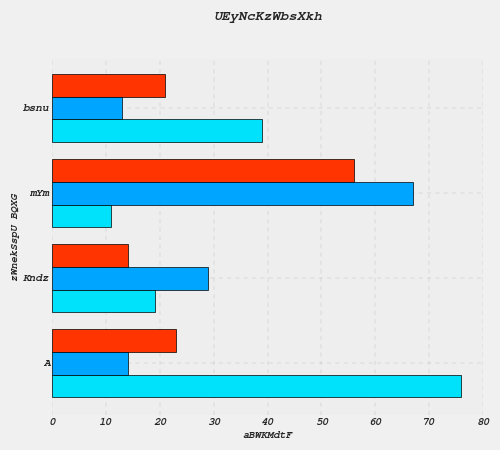 UEyNcKzWbsXkh
bsnu
mYm
Kndz
A
zWnekSspU BQXG
0 10 20 30 40 50 60 70 80
aBWKMdtF